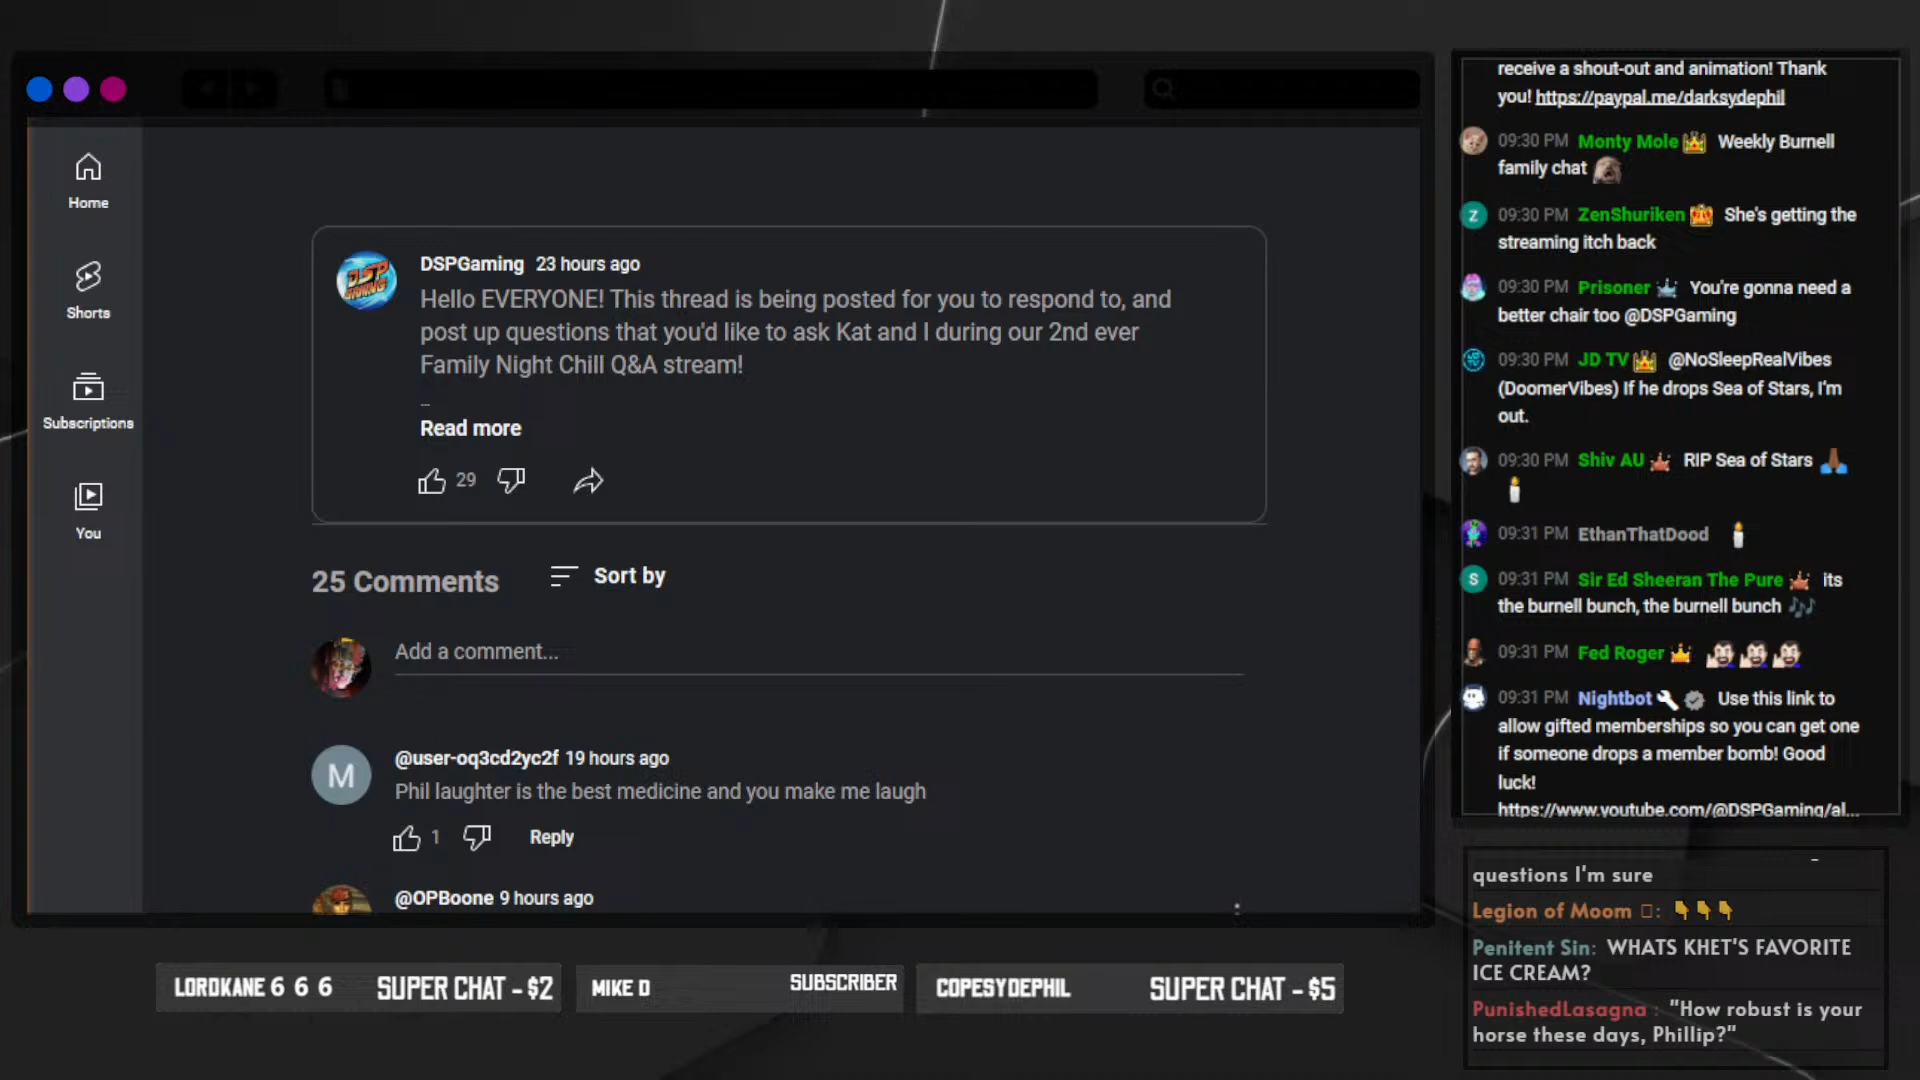 Home
Shorts
Subscriptions
You
DSPGaming 23 hours ago
Hello EVERYONE! This thread is being posted for you to respond to, and
post up questions that you'd like to ask Kat and I during our 2nd ever
Family Night Chill Q&A stream!
...
Read more
29
25 Comments
Sort by
Add a comment...
M
@user-oq3cd2yc2f 19 hours ago
Phil laughter is the best medicine and you make me laugh
1
Reply
@OPBoone 9 hours ago
LORDKANE 6 6 6 SUPER CHAT - $2
MIKE D SUBSCRIBER
COPESYDEPHIL SUPER CHAT - $5
receive a shout-out and animation! Thank
you! https://paypal.me/darksydephil
09:30 PM Monty Mole Weekly Burnell
family chat
Z 09:30 PM ZenShuriken She's getting the
streaming itch back
09:30 PM Prisoner You're gonna need a
better chair too @DSPGaming
09:30 PM JD TV @NoSleepRealVibes
(DoomerVibes) If he drops Sea of Stars, I'm
out.
09:30 PM Shiv AU RIP Sea of Stars 🙏🏾
🕯️
09:31 PM EthanThatDood 🕯️
S 09:31 PM Sir Ed Sheeran The Pure its
the burnell bunch, the burnell bunch 🎶
09:31 PM Fed Roger
09:31 PM Nightbot Use this link to
allow gifted memberships so you can get one
if someone drops a member bomb! Good
luck!
https://www.youtube.com/@DSPGaming/al...
questions I'm sure
Legion of Moom : 👇👇👇
Penitent Sin: WHATS KHET'S FAVORITE
ICE CREAM?
PunishedLasagna : "How robust is your
horse these days, Phillip?"